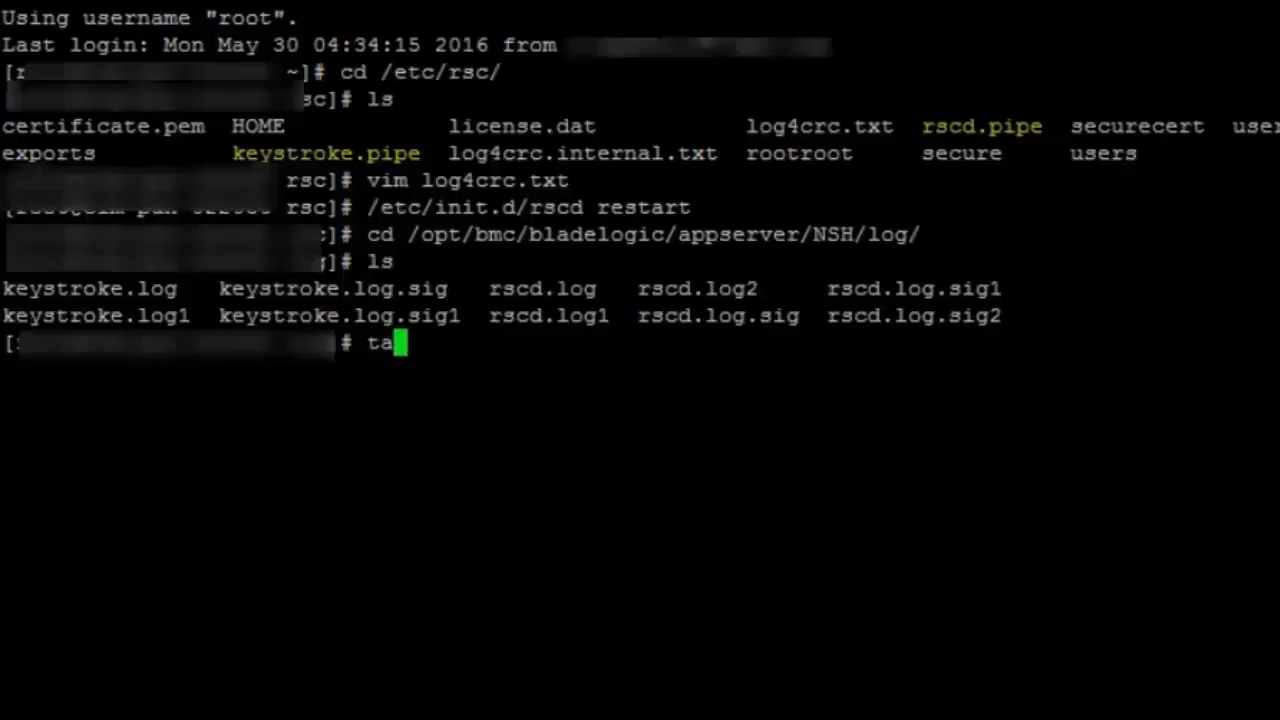 Using username "root".
Last login: Mon May 30 04:34:15 2016 from
[r ~]# cd /etc/rsc/
sc]# ls
certificate.pem HOME license.dat log4crc.txt rscd.pipe securecert user
exports keystroke.pipe log4crc.internal.txt rootroot secure users
rsc]# vim log4crc.txt
rsc]# /etc/init.d/rscd restart
]# cd /opt/bmc/bladelogic/appserver/NSH/log/
]# ls
keystroke.log keystroke.log.sig rscd.log rscd.log2 rscd.log.sig1
keystroke.log1 keystroke.log.sig1 rscd.log1 rscd.log.sig rscd.log.sig2
[ # ta